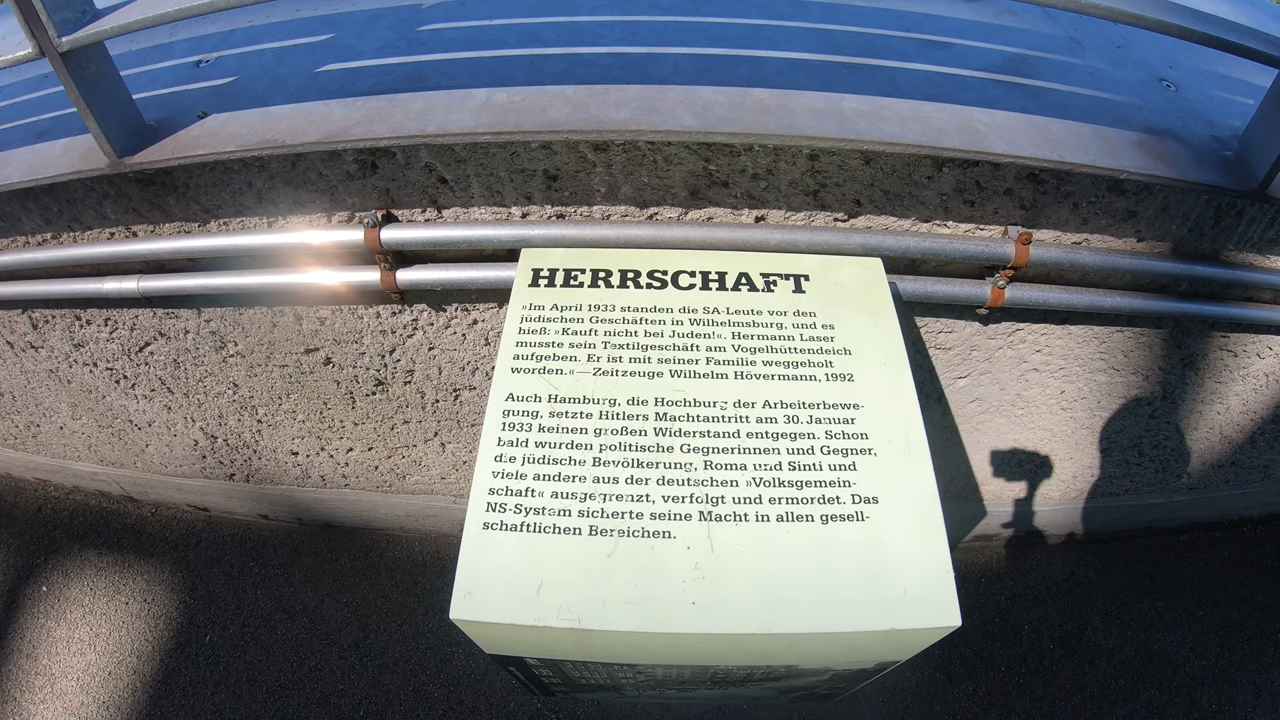 HERRSCHAFT
»Im April 1933 standen die SA-Leute vor den
jüdischen Geschäften in Wilhelmsburg, und es
hieß: »Kauft nicht bei Juden!«. Hermann Laser
musste sein Textilgeschäft am Vogelhüttendeich
aufgeben. Er ist mit seiner Familie weggeholt
worden.«—Zeitzeuge Wilhelm Hövermann, 1992
Auch Hamburg, die Hochburg der Arbeiterbewe-
gung, setzte Hitlers Machtantritt am 30. Januar
1933 keinen großen Widerstand entgegen. Schon
bald wurden politische Gegnerinnen und Gegner,
die jüdische Bevölkerung, Roma und Sinti und
viele andere aus der deutschen »Volksgemein-
schaft« ausgegrenzt, verfolgt und ermordet. Das
NS-System sicherte seine Macht in allen gesell-
schaftlichen Bereichen.